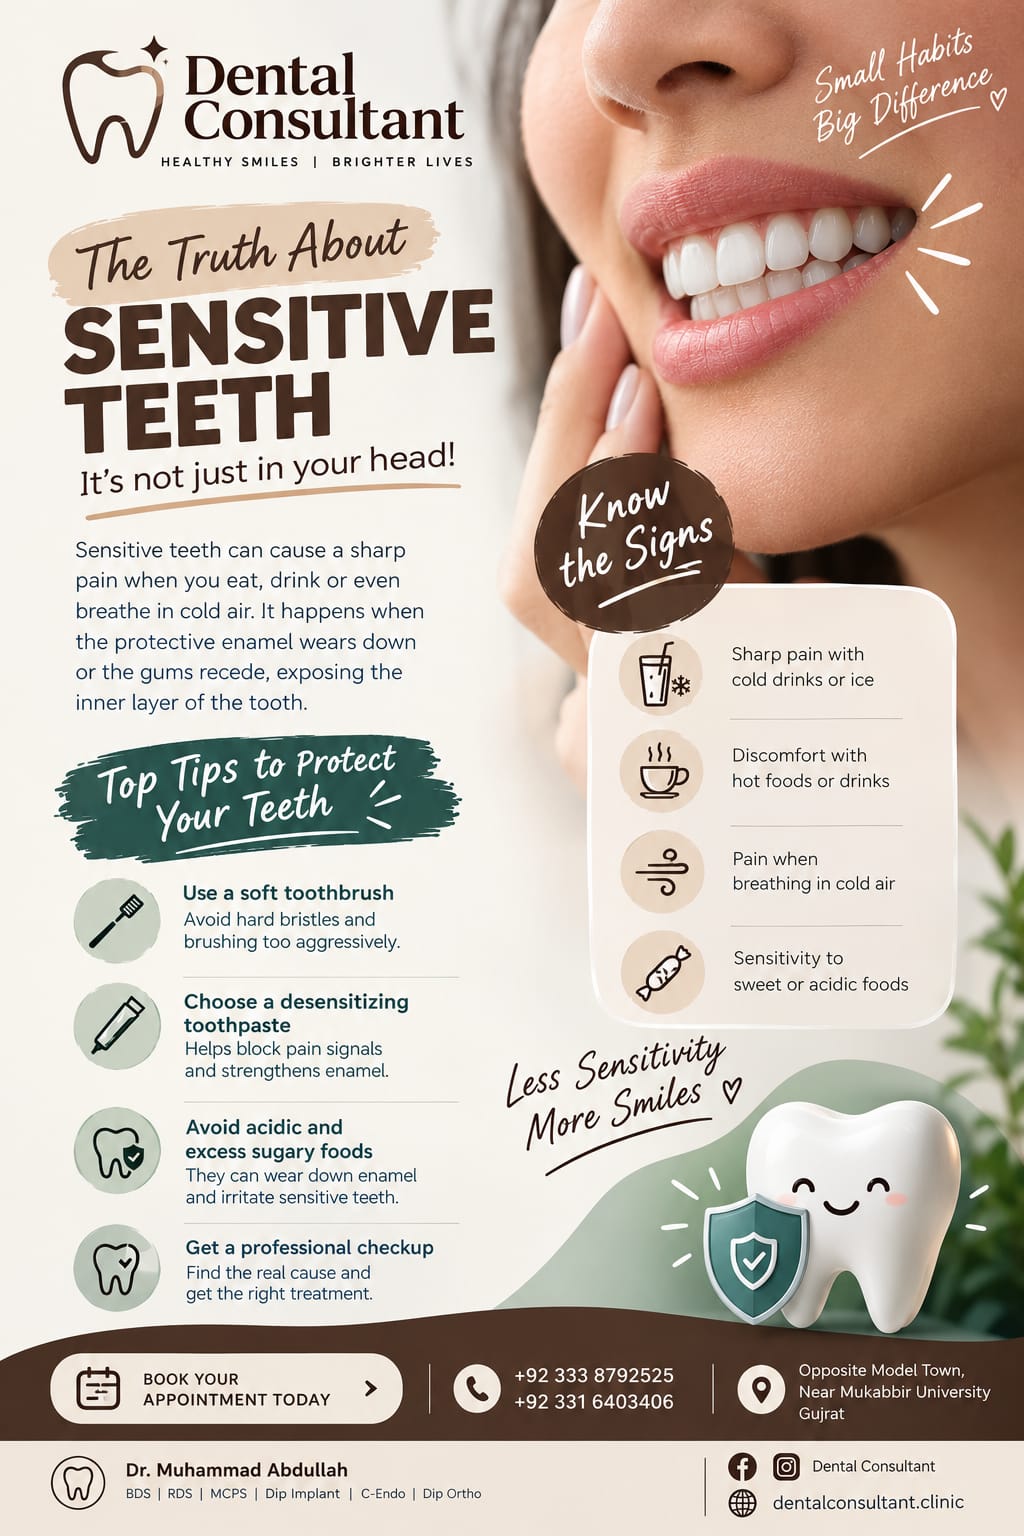 Dental
Consultant
HEALTHY SMILES | BRIGHTER LIVES
Small Habits
Big Difference
The Truth About
SENSITIVE
TEETH
It's not just in your head!
Sensitive teeth can cause a sharp
pain when you eat, drink or even
breathe in cold air. It happens when
the protective enamel wears down
or the gums recede, exposing the
inner layer of the tooth.
Know
the Signs
Sharp pain with
cold drinks or ice
Discomfort with
hot foods or drinks
Pain when
breathing in cold air
Sensitivity to
sweet or acidic foods
Top Tips to Protect
Your Teeth
Use a soft toothbrush
Avoid hard bristles and
brushing too aggressively.
Choose a desensitizing
toothpaste
Helps block pain signals
and strengthens enamel.
Avoid acidic and
excess sugary foods
They can wear down enamel
and irritate sensitive teeth.
Get a professional checkup
Find the real cause and
get the right treatment.
Less Sensitivity
More Smiles
BOOK YOUR
APPOINTMENT TODAY
+92 333 8792525
+92 331 6403406
Opposite Model Town,
Near Mukabbir University
Gujrat
Dr. Muhammad Abdullah
BDS | RDS | MCPS | Dip Implant | C-Endo | Dip Ortho
Dental Consultant
dentalconsultant.clinic